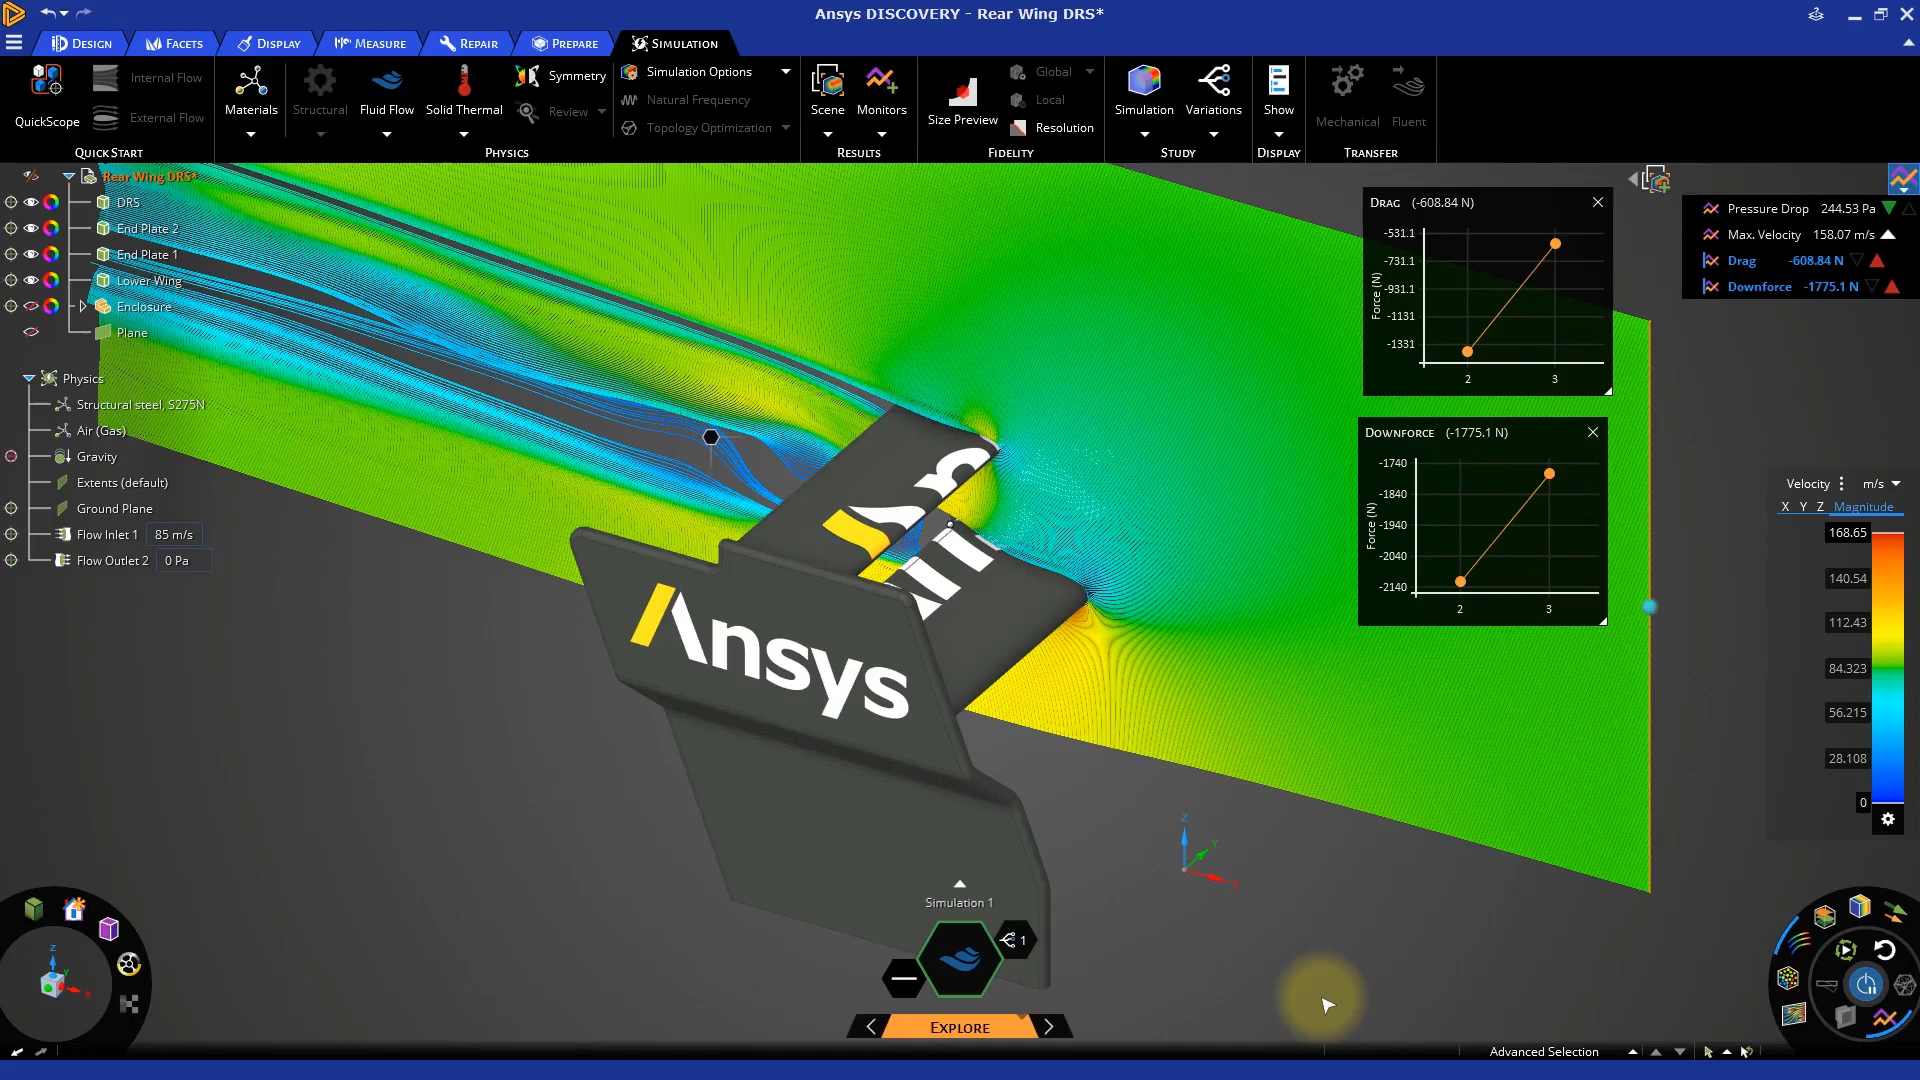 Ansys DISCOVERY - Rear Wing DRS*
DESIGN
FACETS
DISPLAY
MEASURE
REPAIR
PREPARE
SIMULATION
QuickScope
Internal Flow
External Flow
QUICK START
Materials
Structural
Fluid Flow
Solid Thermal
Symmetry
Review
Simulation Options
Natural Frequency
Topology Optimization
PHYSICS
Scene
Monitors
RESULTS
Size Preview
Global
Local
Resolution
FIDELITY
Simulation
Variations
STUDY
Show
DISPLAY
Mechanical
Fluent
TRANSFER
Rear Wing DRS*
DRS
End Plate 2
End Plate 1
Lower Wing
Enclosure
Plane
Physics
Structural steel, S275N
Air (Gas)
Gravity
Extents (default)
Ground Plane
Flow Inlet 1 85 m/s
Flow Outlet 2 0 Pa
DRAG (-608.84 N)
-531.1
-731.1
-931.1
-1131
-1331
Force (N)
2 3
DOWNFORCE (-1775.1 N)
-1740
-1840
-1940
-2040
-2140
Force (N)
2 3
Pressure Drop 244.53 Pa
Max. Velocity 158.07 m/s
Drag -608.84 N
Downforce -1775.1 N
Velocity m/s
X Y Z Magnitude
168.65
140.54
112.43
84.323
56.215
28.108
0
Ansys
Z
Y
X
Simulation 1
1
EXPLORE
Z
Y
X
Advanced Selection